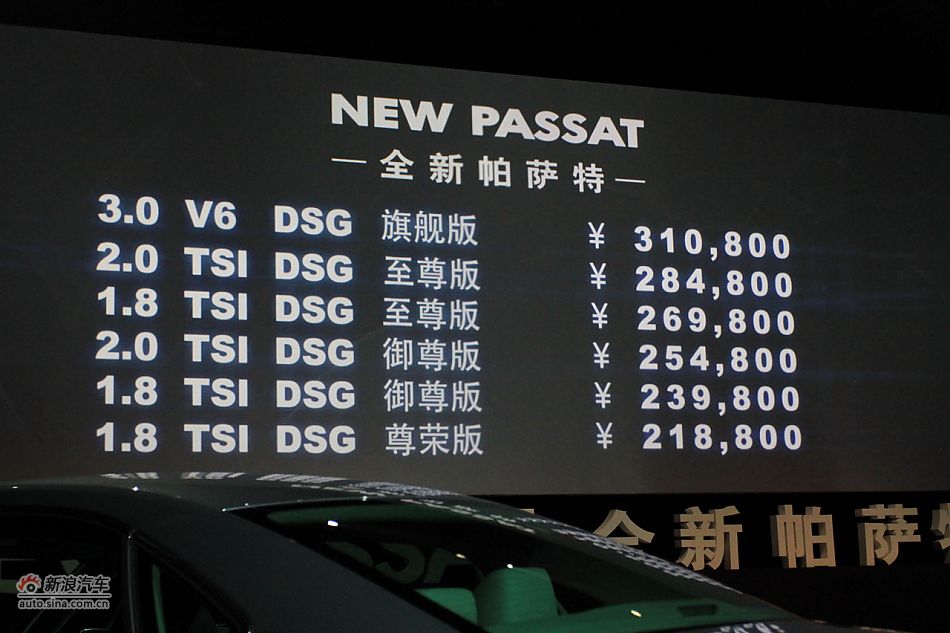 NEW PASSAT
全新帕萨特
3.0 V6 DSG 旗舰版 ¥ 310,800
2.0 TSI DSG 至尊版 ¥ 284,800
1.8 TSI DSG 至尊版 ¥ 269,800
2.0 TSI DSG 御尊版 ¥ 254,800
1.8 TSI DSG 御尊版 ¥ 239,800
1.8 TSI DSG 尊荣版 ¥ 218,800
全新帕萨特
新浪汽车
auto.sina.com.cn